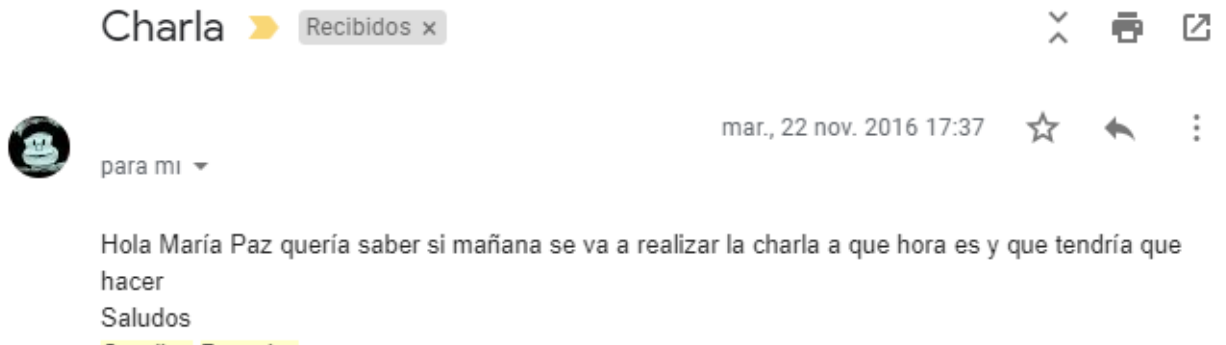 Charla
Recibidos x
mar., 22 nov. 2016 17:37
para mi
Hola María Paz quería saber si mañana se va a realizar la charla a que hora es y que tendría que
hacer
Saludos